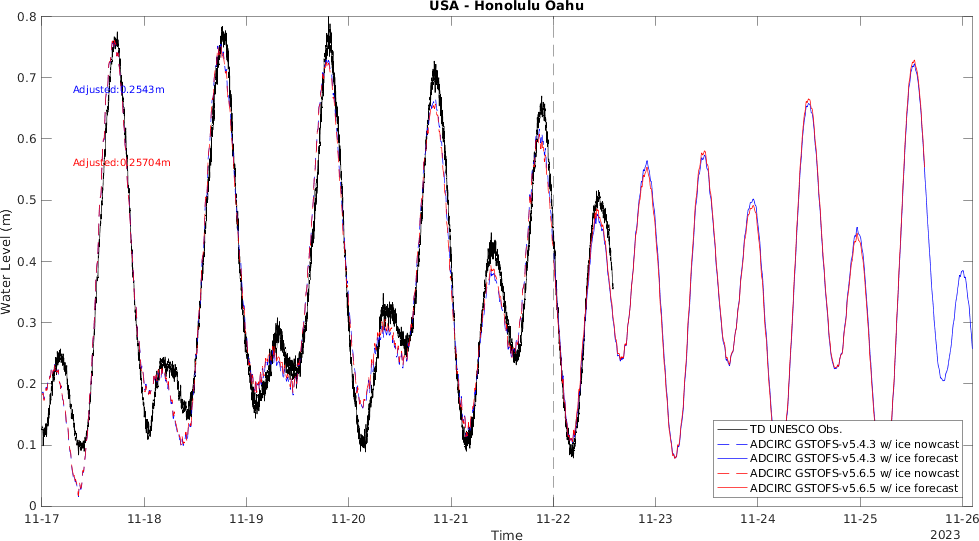 USA - Honolulu Oahu
0.8
0.7
Adjusted:0.2543m
0.6
Adjusted:0.25704m
0.5
0.4
Water Level (m)
0.3
0.2
0.1
0
TD UNESCO Obs.
ADCIRC GSTOFS-v5.4.3 w/ ice nowcast
ADCIRC GSTOFS-v5.4.3 w/ ice forecast
ADCIRC GSTOFS-v5.6.5 w/ ice nowcast
ADCIRC GSTOFS-v5.6.5 w/ ice forecast
11-17 11-18 11-19 11-20 11-21 11-22 11-23 11-24 11-25 11-26
Time
2023